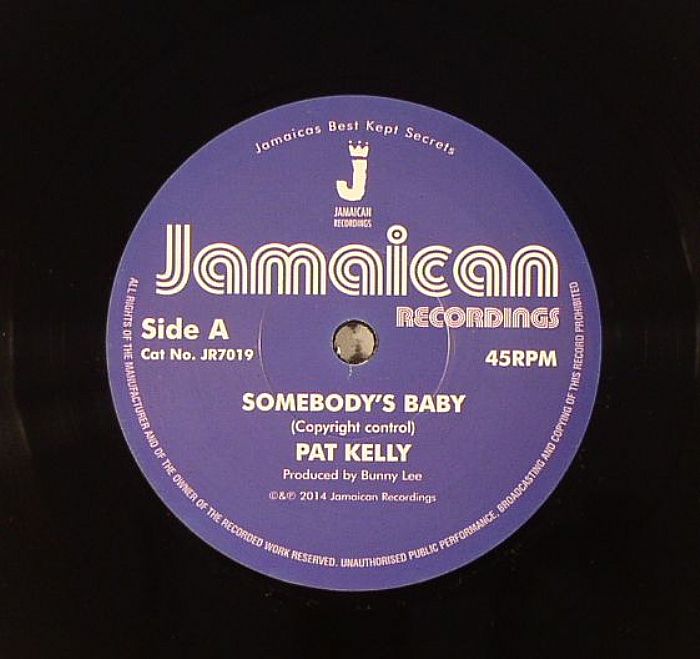 Jamaicas Best Kept Secrets
J
JAMAICAN
RECORDINGS
Jamaican
RECORDINGS
Side A
Cat No. JR7019
45RPM
SOMEBODY'S BABY
(Copyright control)
PAT KELLY
Produced by Bunny Lee
©&℗ 2014 Jamaican Recordings
ALL RIGHTS OF THE MANUFACTURER AND OF THE OWNER OF THE RECORDED WORK RESERVED. UNAUTHORISED PUBLIC PERFORMANCE, BROADCASTING AND COPYING OF THIS RECORD PROHIBITED